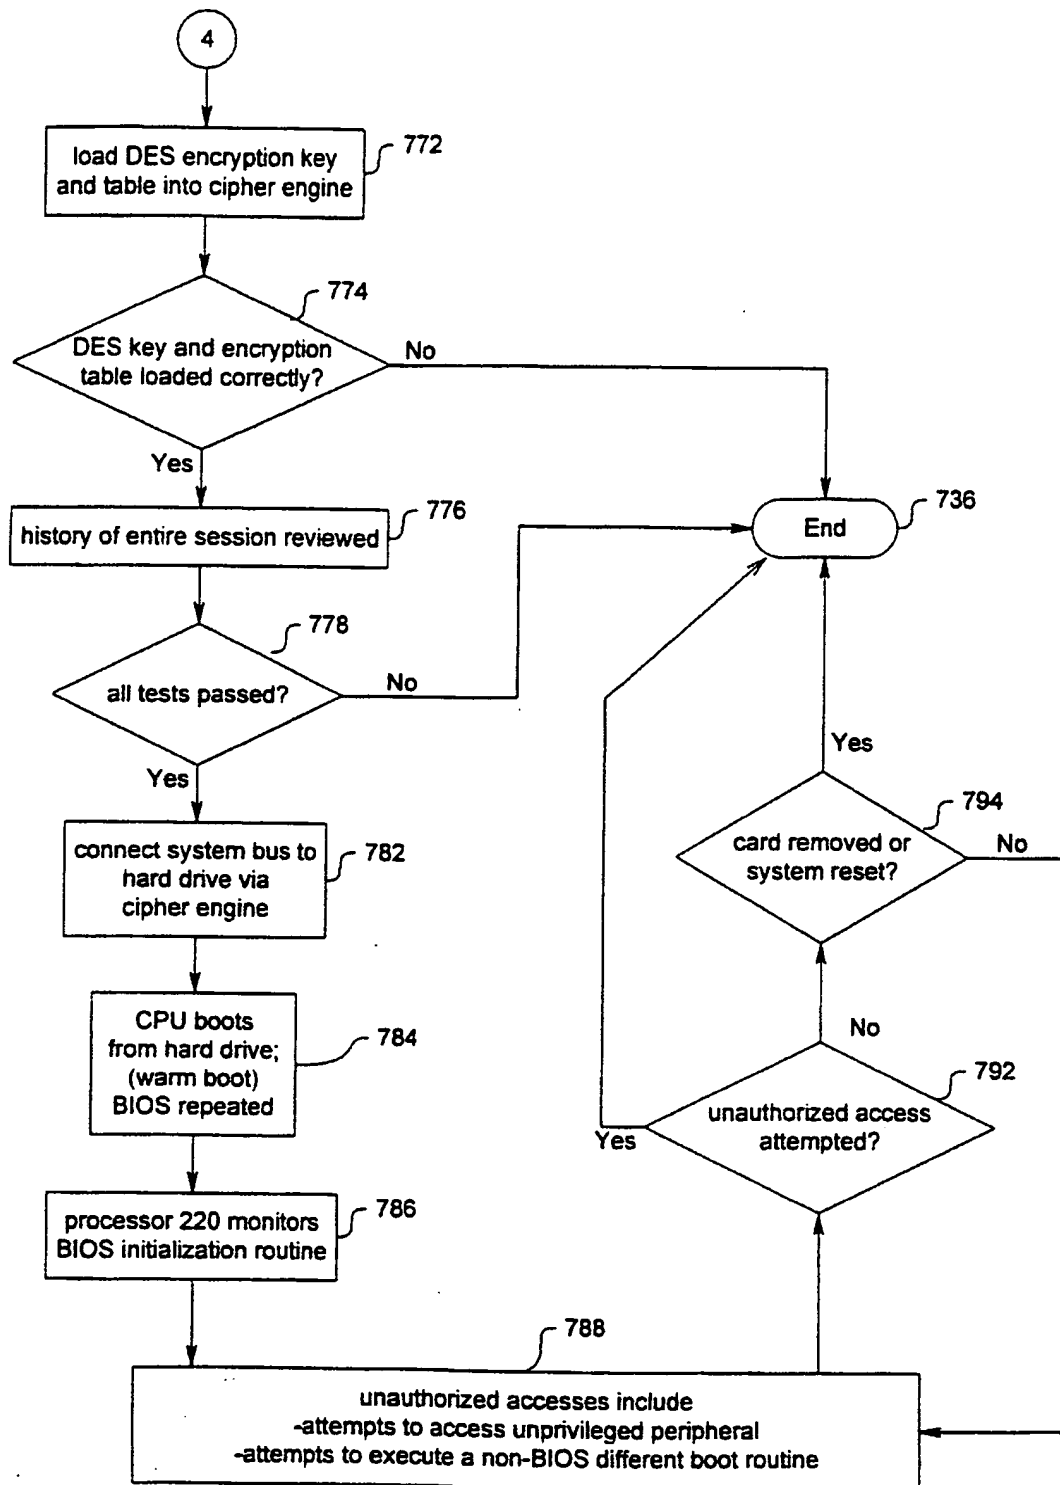 4
load DES encryption key
and table into cipher engine
772
774
DES key and encryption
table loaded correctly?
No
Yes
history of entire session reviewed
776
End
736
778
all tests passed?
No
Yes
connect system bus to
hard drive via
cipher engine
782
CPU boots
from hard drive;
(warm boot)
BIOS repeated
784
processor 220 monitors
BIOS initialization routine
786
788
unauthorized accesses include
-attempts to access unprivileged peripheral
-attempts to execute a non-BIOS different boot routine
792
unauthorized access
attempted?
Yes
No
794
card removed or
system reset?
Yes
No